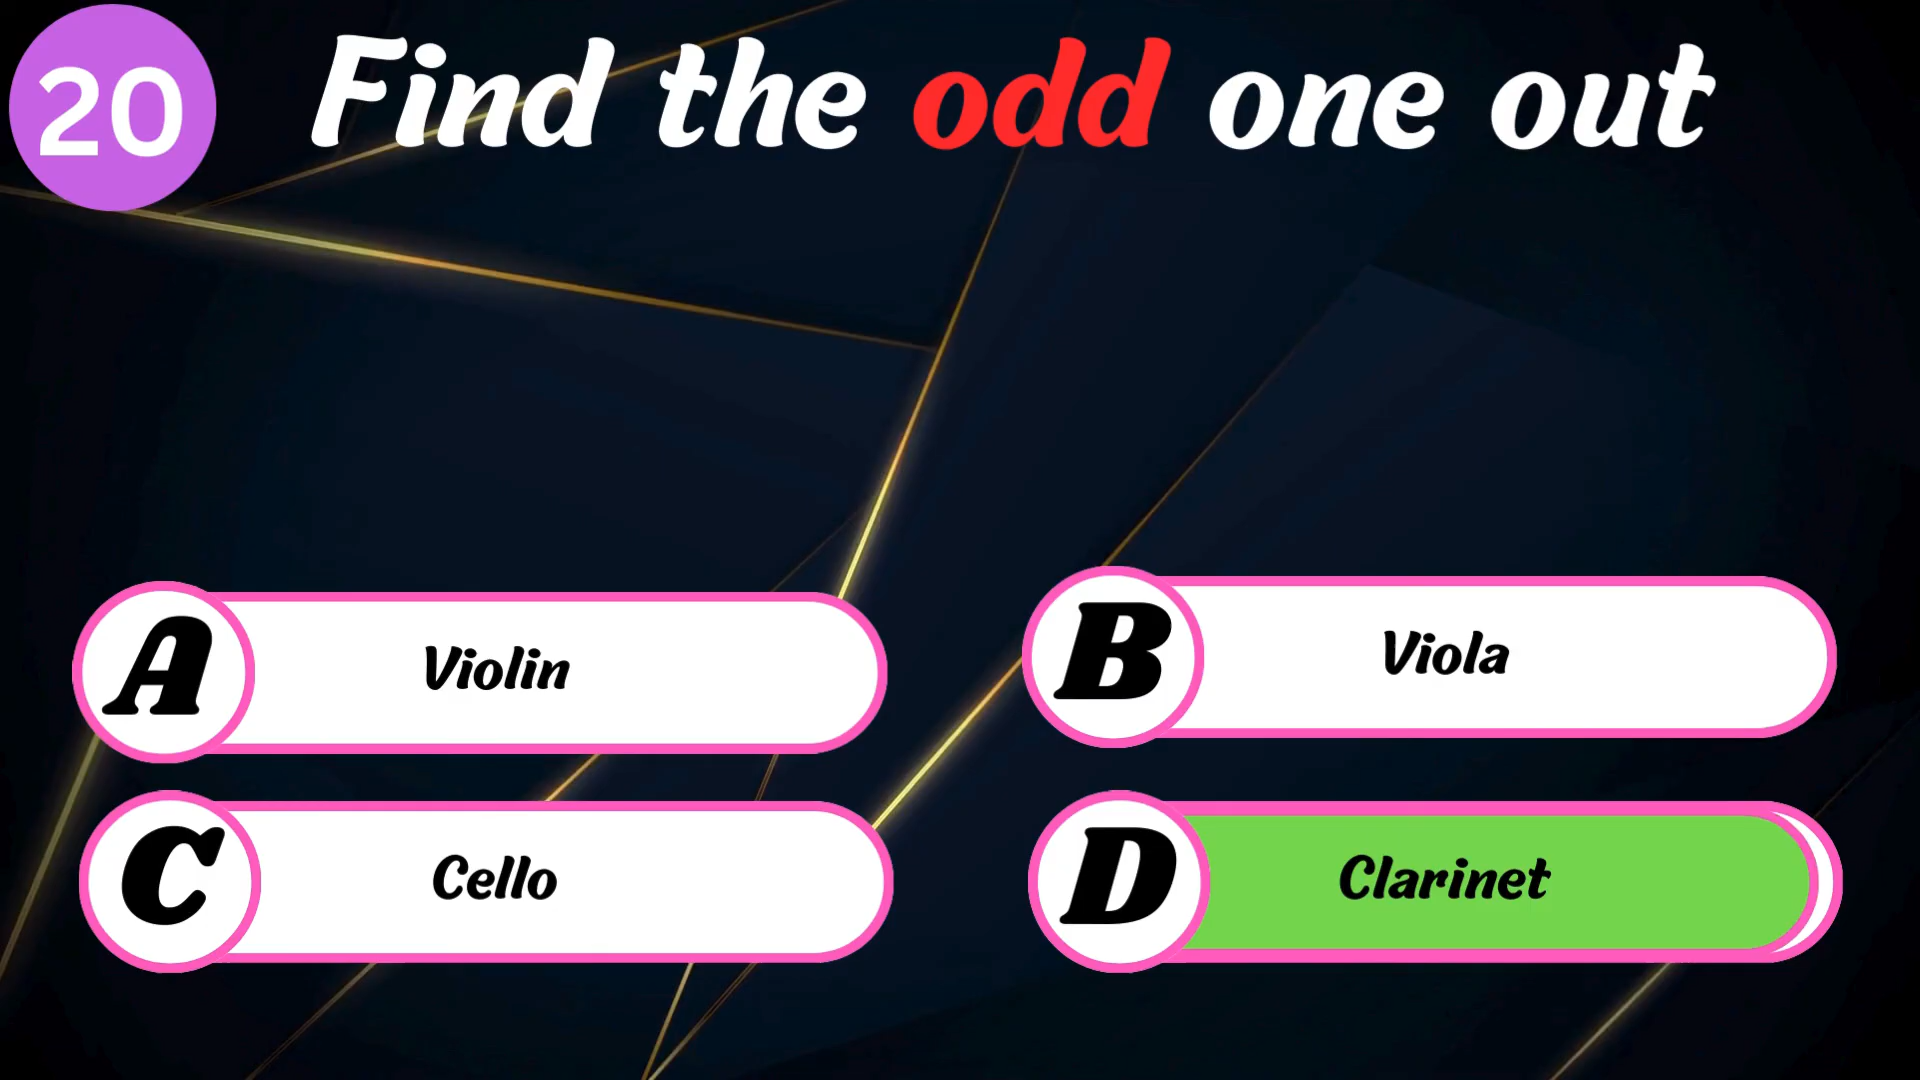 20
Find the odd one out
A Violin
B Viola
C Cello
D Clarinet